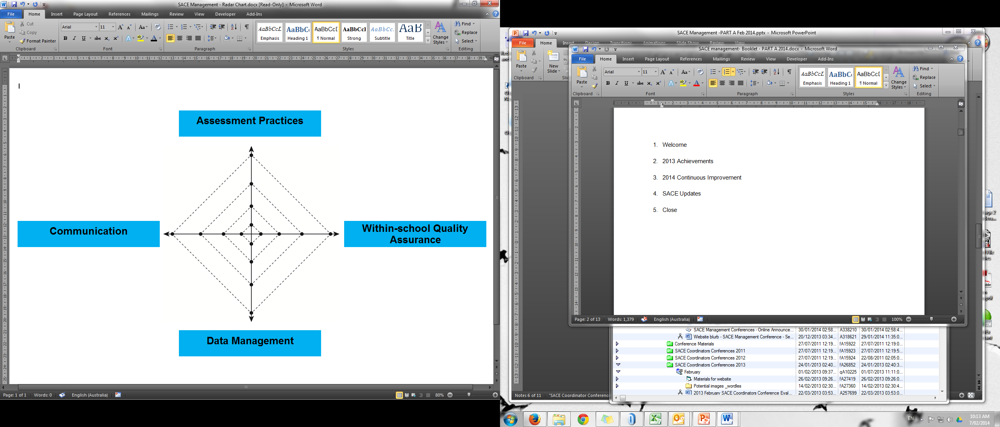 SACE Management - Radar Chart.docx [Read-Only] - Microsoft Word
File Home Insert Page Layout References Mailings Review View Developer Add-Ins
Paste
Cut
Copy
Format Painter
Clipboard
Arial 11
Font
Paragraph
AaBbCcL AaBbC AaBbCcD AaBbCcI AaBbCc. AaB
Emphasis Heading 1 ¶ Normal Strong Subtitle Title
Change Styles
Styles
Find
Replace
Select
Editing
Assessment Practices
Communication
Within-school Quality
Assurance
Data Management
Page: 1 of 1 Words: 0 English (Australia) 80%
SACE Management -PART A Feb 2014.pptx - Microsoft PowerPoint
File Home Insert Design Transitions Animations Slide Show Review View
Paste
New
Slide
Clipboard
SACE management- Booklet - PART A 2014.docx - Microsoft Word
File Home Insert Page Layout References Mailings Review View Developer Add-Ins
Paste
Clipboard
Arial 11
Font
Paragraph
AaBbCcL AaBbC AaBbCcD
Emphasis Heading 1 ¶ Normal
Change
Styles
Styles
Find
Replace
Select
Editing
1. Welcome
2. 2013 Achievements
3. 2014 Continuous Improvement
4. SACE Updates
5. Close
Page: 2 of 13 Words: 1,379 English (Australia) 100%
SACE Management Conferences - Online Announce... 30/01/2014 02:58... A338210 30/01/2014 02:58:4...
Website blurb - SACE Management Conference - Se... 20/12/2013 03:34... A318621 29/01/2014 11:35:0...
Conference Materials 27/07/2011 12:19... fA15922 27/07/2011 12:19:0...
SACE Coordinators Conferences 2011 27/07/2011 12:19... fA15923 27/07/2011 12:19:5...
SACE Coordinators Conferences 2012 27/07/2011 12:19... fA15924 22/08/2011 02:05:0...
SACE Coordinators Conferences 2013 24/01/2013 02:40... fA26852 24/01/2013 02:40:3...
February 01/02/2013 09:37... qA10225 01/07/2013 11:11:0...
Materials for website 26/02/2013 09:26... fA27419 26/02/2013 09:26:0...
Potential images _wordles 14/02/2013 02:30... fA27360 14/02/2013 02:30:4...
2013 February SACE Coordinators Conference Eval... 22/03/2013 03:53... A257699 22/03/2013 03:53:0...
Notes 6 of 11 "SACE Coordinator Conferenc
EN
10:13 AM
7/02/2014